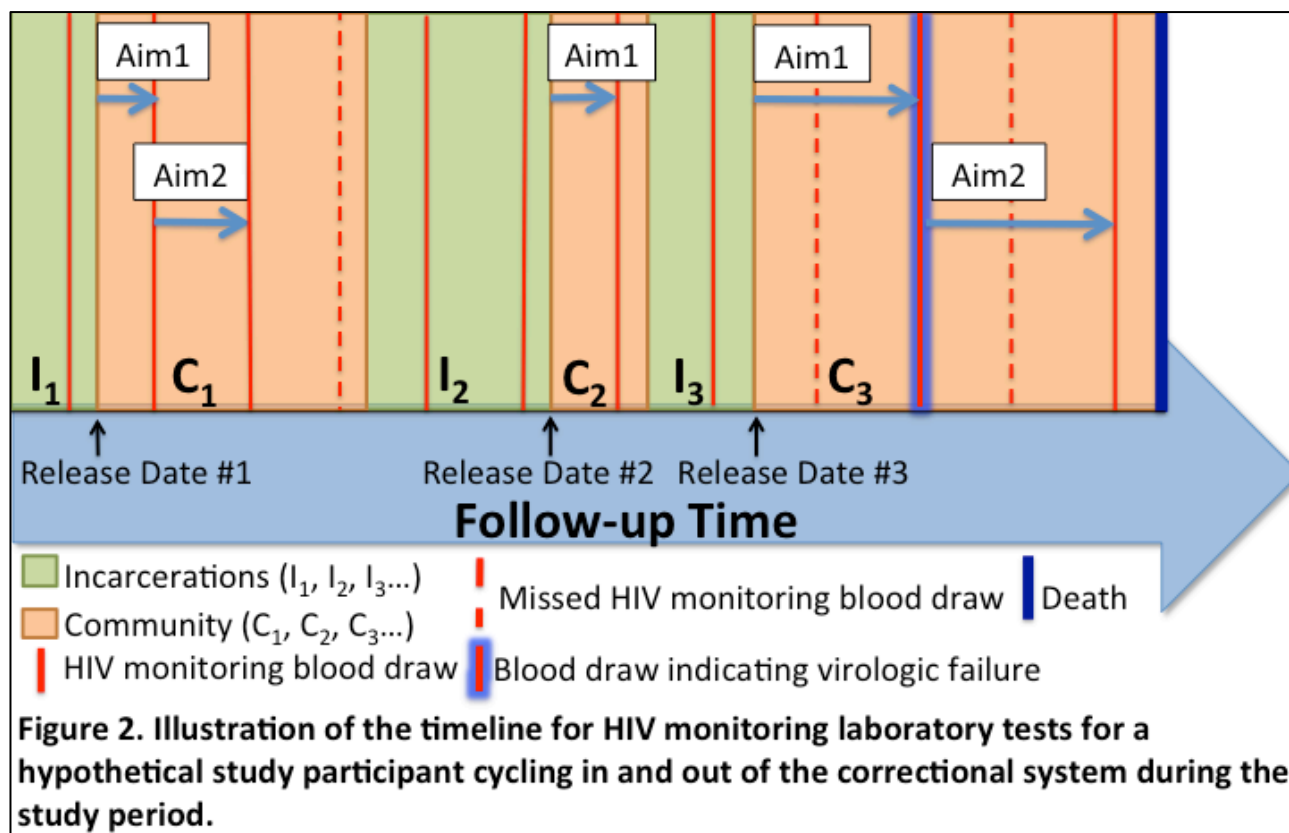 Aim1
Aim1
Aim1
Aim2
Aim2
I₁
C₁
I₂
C₂
I₃
C₃
Release Date #1
Release Date #2
Release Date #3
Follow-up Time
Incarcerations (I₁, I₂, I₃...)
Missed HIV monitoring blood draw
Death
Community (C₁, C₂, C₃...)
HIV monitoring blood draw
Blood draw indicating virologic failure
Figure 2. Illustration of the timeline for HIV monitoring laboratory tests for a
hypothetical study participant cycling in and out of the correctional system during the
study period.